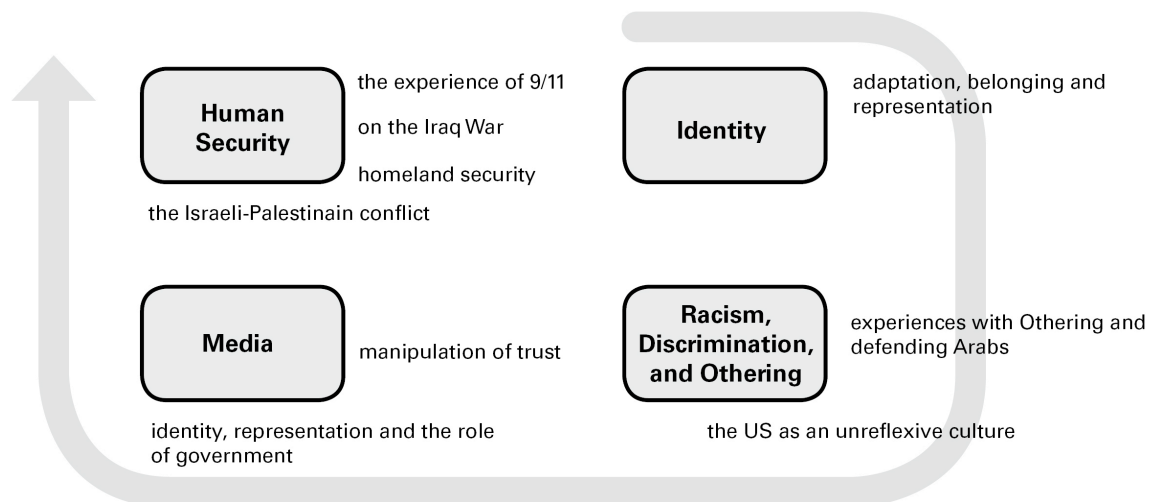 Human
Security
the experience of 9/11
on the Iraq War
homeland security
the Israeli-Palestinain conflict
Identity
adaptation, belonging and
representation
Media
manipulation of trust
identity, representation and the role
of government
Racism,
Discrimination,
and Othering
experiences with Othering and
defending Arabs
the US as an unreflexive culture